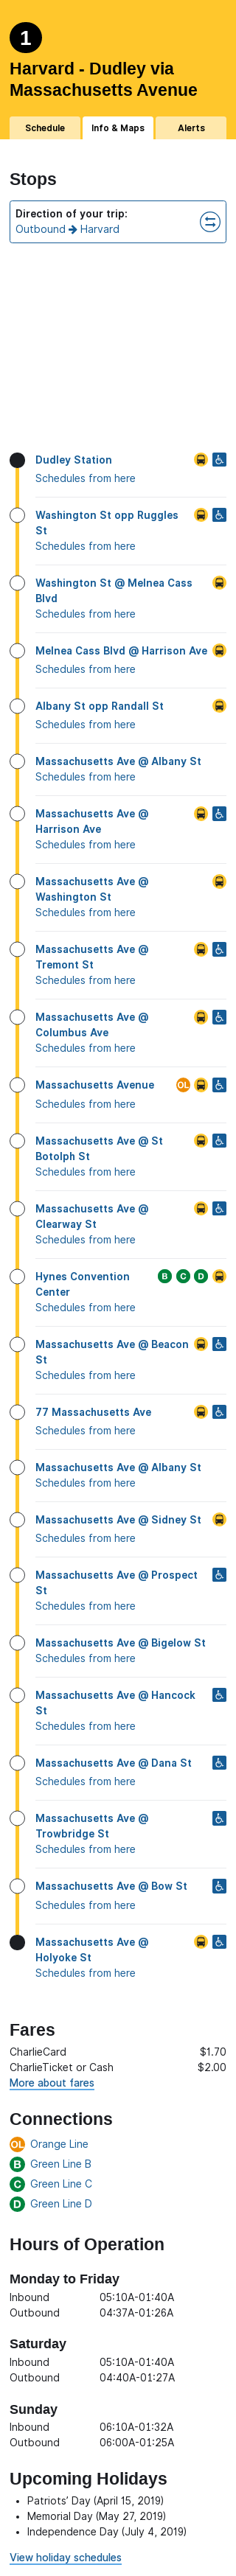 1
Harvard - Dudley via
Massachusetts Avenue
Schedule Info & Maps Alerts
Stops
Direction of your trip:
Outbound → Harvard
Dudley Station
Schedules from here
Washington St opp Ruggles
St
Schedules from here
Washington St @ Melnea Cass
Blvd
Schedules from here
Melnea Cass Blvd @ Harrison Ave
Schedules from here
Albany St opp Randall St
Schedules from here
Massachusetts Ave @ Albany St
Schedules from here
Massachusetts Ave @
Harrison Ave
Schedules from here
Massachusetts Ave @
Washington St
Schedules from here
Massachusetts Ave @
Tremont St
Schedules from here
Massachusetts Ave @
Columbus Ave
Schedules from here
Massachusetts Avenue OL
Schedules from here
Massachusetts Ave @ St
Botolph St
Schedules from here
Massachusetts Ave @
Clearway St
Schedules from here
Hynes Convention B C D
Center
Schedules from here
Massachusetts Ave @ Beacon
St
Schedules from here
77 Massachusetts Ave
Schedules from here
Massachusetts Ave @ Albany St
Schedules from here
Massachusetts Ave @ Sidney St
Schedules from here
Massachusetts Ave @ Prospect
St
Schedules from here
Massachusetts Ave @ Bigelow St
Schedules from here
Massachusetts Ave @ Hancock
St
Schedules from here
Massachusetts Ave @ Dana St
Schedules from here
Massachusetts Ave @
Trowbridge St
Schedules from here
Massachusetts Ave @ Bow St
Schedules from here
Massachusetts Ave @
Holyoke St
Schedules from here
Fares
CharlieCard $1.70
CharlieTicket or Cash $2.00
More about fares
Connections
OL Orange Line
B Green Line B
C Green Line C
D Green Line D
Hours of Operation
Monday to Friday
Inbound 05:10A-01:40A
Outbound 04:37A-01:26A
Saturday
Inbound 05:10A-01:40A
Outbound 04:40A-01:27A
Sunday
Inbound 06:10A-01:32A
Outbound 06:00A-01:25A
Upcoming Holidays
• Patriots’ Day (April 15, 2019)
• Memorial Day (May 27, 2019)
• Independence Day (July 4, 2019)
View holiday schedules